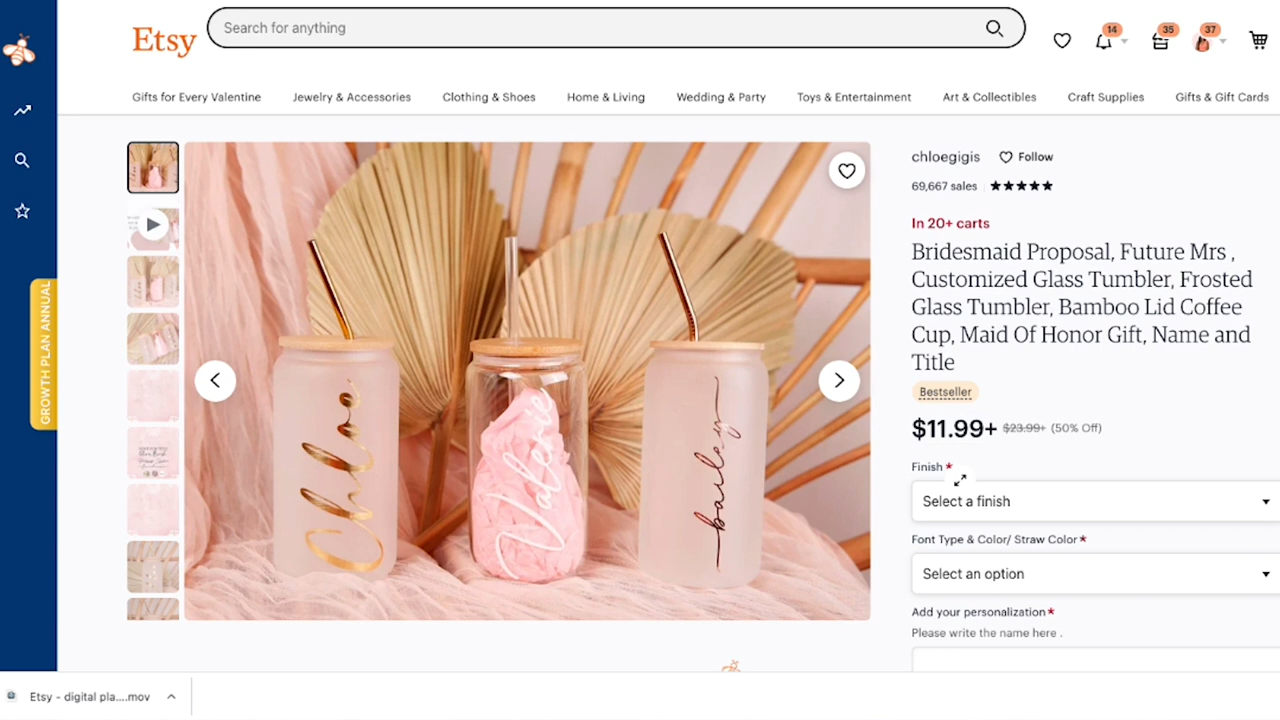 Etsy
Search for anything
14
35
37
Gifts for Every Valentine
Jewelry & Accessories
Clothing & Shoes
Home & Living
Wedding & Party
Toys & Entertainment
Art & Collectibles
Craft Supplies
Gifts & Gift Cards
GROWTH PLAN ANNUAL
Chloe
Valerie
bailey
chloegigis
Follow
69,667 sales
In 20+ carts
Bridesmaid Proposal, Future Mrs ,
Customized Glass Tumbler, Frosted
Glass Tumbler, Bamboo Lid Coffee
Cup, Maid Of Honor Gift, Name and
Title
Bestseller
$11.99+ $23.99+ (50% Off)
Finish *
Select a finish
Font Type & Color/ Straw Color *
Select an option
Add your personalization *
Please write the name here .
Etsy - digital pla....mov